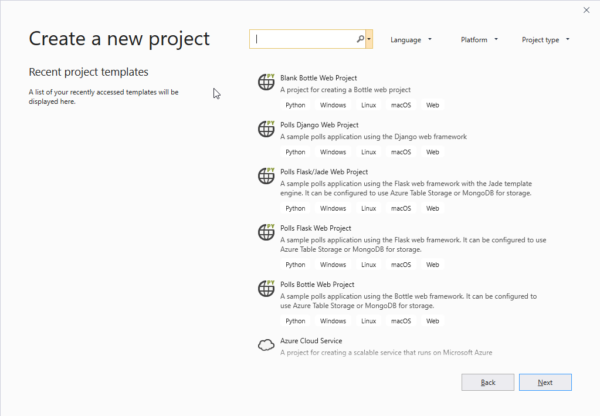 Create a new project
Language
Platform
Project type
Recent project templates
A list of your recently accessed templates will be
displayed here.
PY
Blank Bottle Web Project
A project for creating a Bottle web project
Python Windows Linux macOS Web
PY
Polls Django Web Project
A sample polls application using the Django web framework
Python Windows Linux macOS Web
PY
Polls Flask/Jade Web Project
A sample polls application using the Flask web framework with the Jade template
engine. It can be configured to use Azure Table Storage or MongoDB for storage.
Python Windows Linux macOS Web
PY
Polls Flask Web Project
A sample polls application using the Flask web framework. It can be configured to use
Azure Table Storage or MongoDB for storage.
Python Windows Linux macOS Web
PY
Polls Bottle Web Project
A sample polls application using the Bottle web framework. It can be configured to
use Azure Table Storage or MongoDB for storage.
Python Windows Linux macOS Web
Azure Cloud Service
A project for creating a scalable service that runs on Microsoft Azure
Back Next